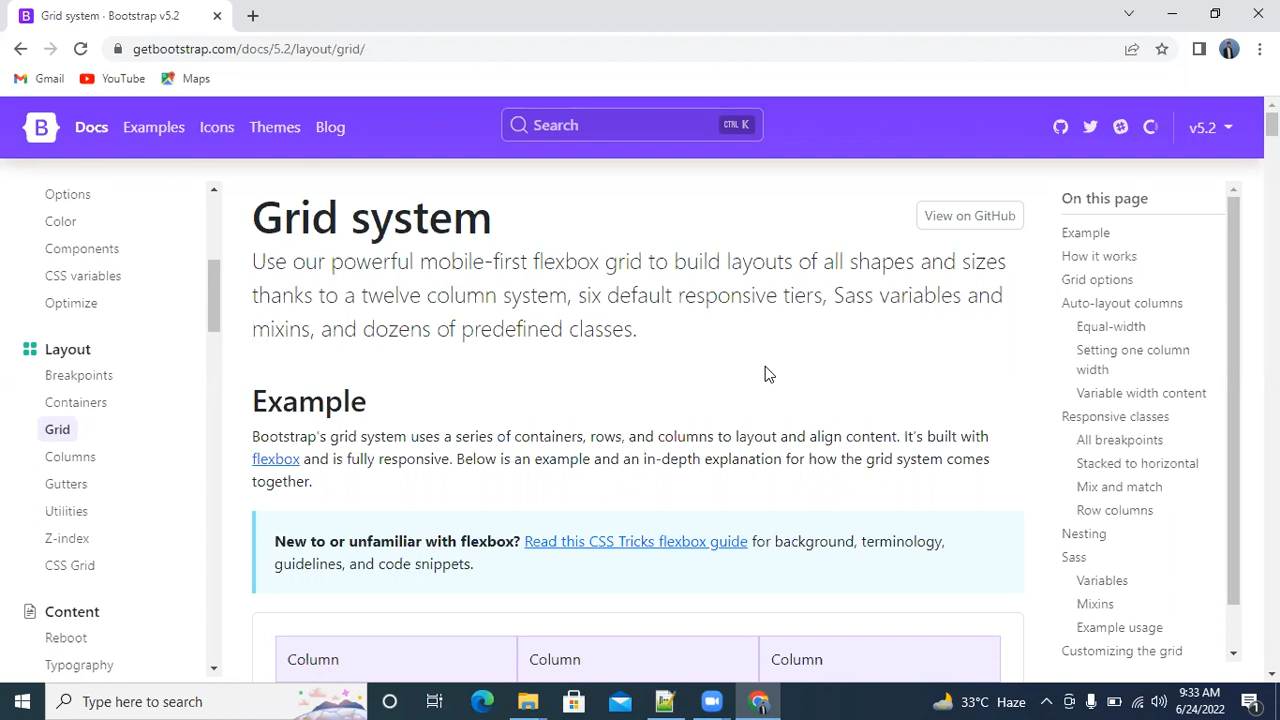 Grid system · Bootstrap v5.2
getbootstrap.com/docs/5.2/layout/grid/
Gmail
YouTube
Maps
B
Docs
Examples
Icons
Themes
Blog
Search
CTRL K
v5.2
Options
Color
Components
CSS variables
Optimize
Layout
Breakpoints
Containers
Grid
Columns
Gutters
Utilities
Z-index
CSS Grid
Content
Reboot
Typography
Grid system
View on GitHub
Use our powerful mobile-first flexbox grid to build layouts of all shapes and sizes
thanks to a twelve column system, six default responsive tiers, Sass variables and
mixins, and dozens of predefined classes.
Example
Bootstrap's grid system uses a series of containers, rows, and columns to layout and align content. It's built with
flexbox and is fully responsive. Below is an example and an in-depth explanation for how the grid system comes
together.
New to or unfamiliar with flexbox? Read this CSS Tricks flexbox guide for background, terminology,
guidelines, and code snippets.
Column
Column
Column
On this page
Example
How it works
Grid options
Auto-layout columns
Equal-width
Setting one column
width
Variable width content
Responsive classes
All breakpoints
Stacked to horizontal
Mix and match
Row columns
Nesting
Sass
Variables
Mixins
Example usage
Customizing the grid
Type here to search
33°C Haze
9:33 AM
6/24/2022
1